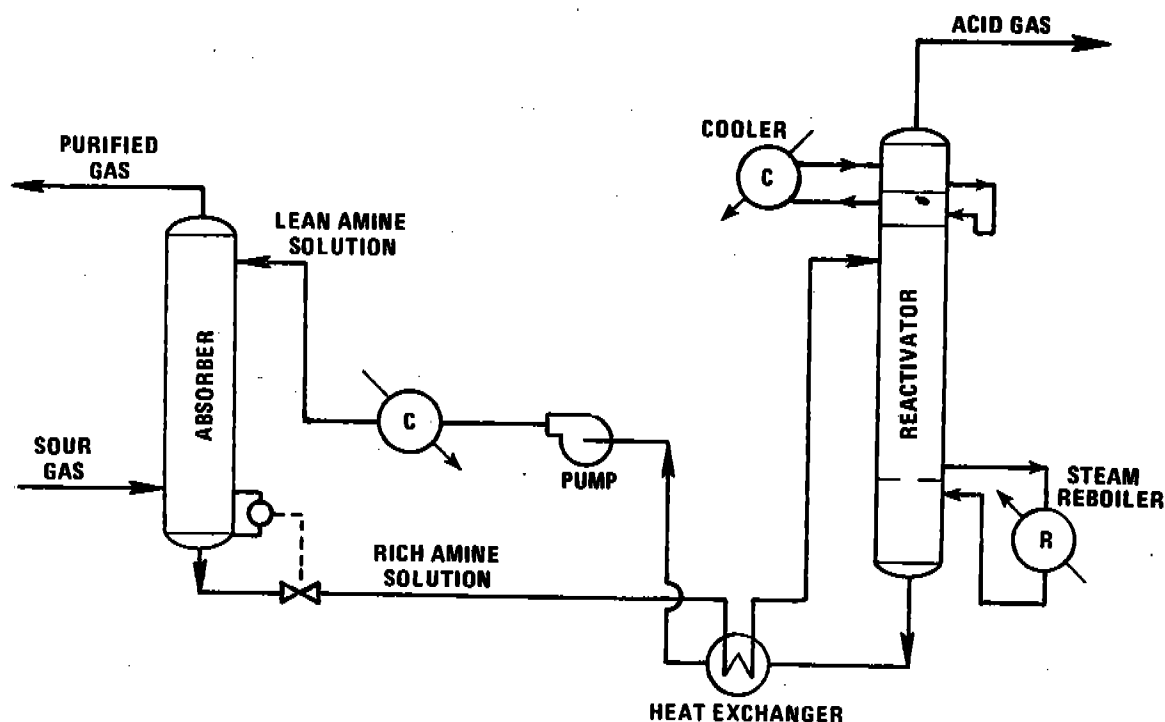 ACID GAS
COOLER
C
PURIFIED
GAS
LEAN AMINE
SOLUTION
ABSORBER
REACTIVATOR
C
PUMP
SOUR
GAS
STEAM
REBOILER
R
RICH AMINE
SOLUTION
HEAT EXCHANGER